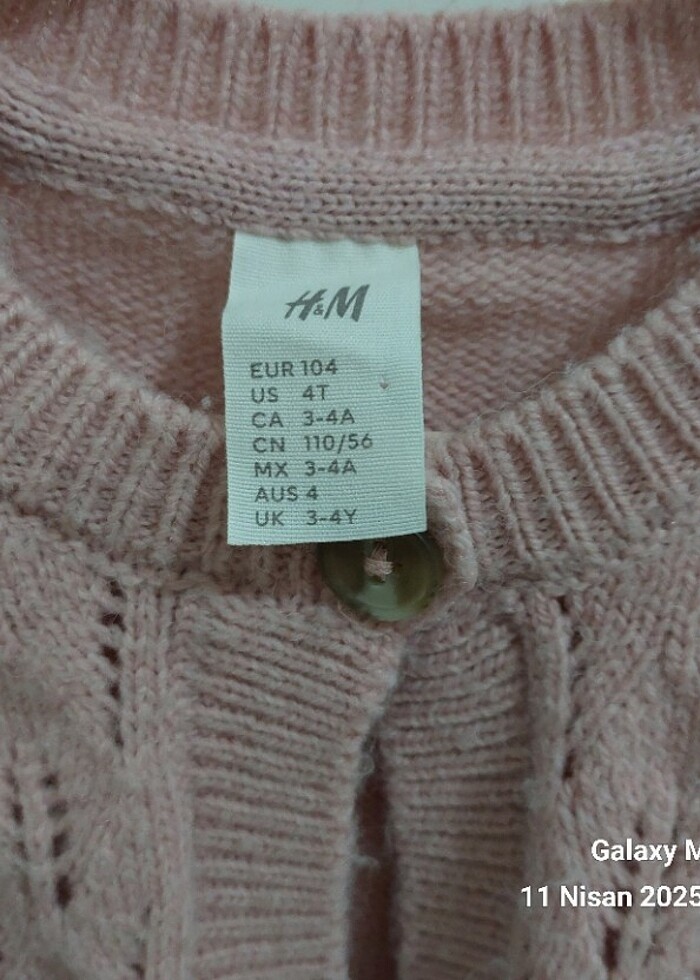 H&M
EUR 104
US 4T
CA 3-4A
CN 110/56
MX 3-4A
AUS 4
UK 3-4Y
Galaxy M
11 Nisan 2025